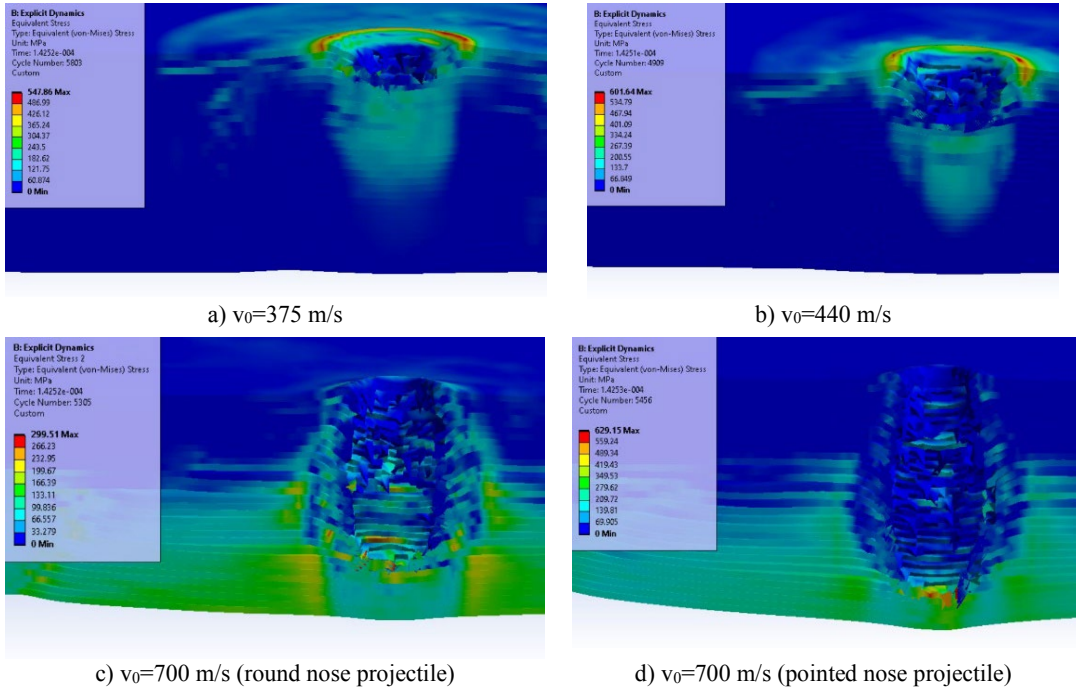 B: Explicit Dynamics
Equivalent Stress
Type: Equivalent (von-Mises) Stress
Unit: MPa
Time: 1.4252e-004
Cycle Number: 5803
Custom
547.86 Max
486.99
426.12
365.24
304.37
243.5
182.62
121.75
60.874
0 Min
a) v₀=375 m/s
B: Explicit Dynamics
Equivalent Stress
Type: Equivalent (von-Mises) Stress
Unit: MPa
Time: 1.4251e-004
Cycle Number: 4909
Custom
601.64 Max
534.79
467.94
401.09
334.24
267.39
200.55
133.7
66.849
0 Min
b) v₀=440 m/s
B: Explicit Dynamics
Equivalent Stress 2
Type: Equivalent (von-Mises) Stress
Unit: MPa
Time: 1.4252e-004
Cycle Number: 5305
Custom
299.51 Max
266.23
232.95
199.67
166.39
133.11
99.836
66.557
33.279
0 Min
c) v₀=700 m/s (round nose projectile)
B: Explicit Dynamics
Equivalent Stress
Type: Equivalent (von-Mises) Stress
Unit: MPa
Time: 1.4253e-004
Cycle Number: 5456
Custom
629.15 Max
559.24
489.34
419.43
349.53
279.62
209.72
139.81
69.905
0 Min
d) v₀=700 m/s (pointed nose projectile)